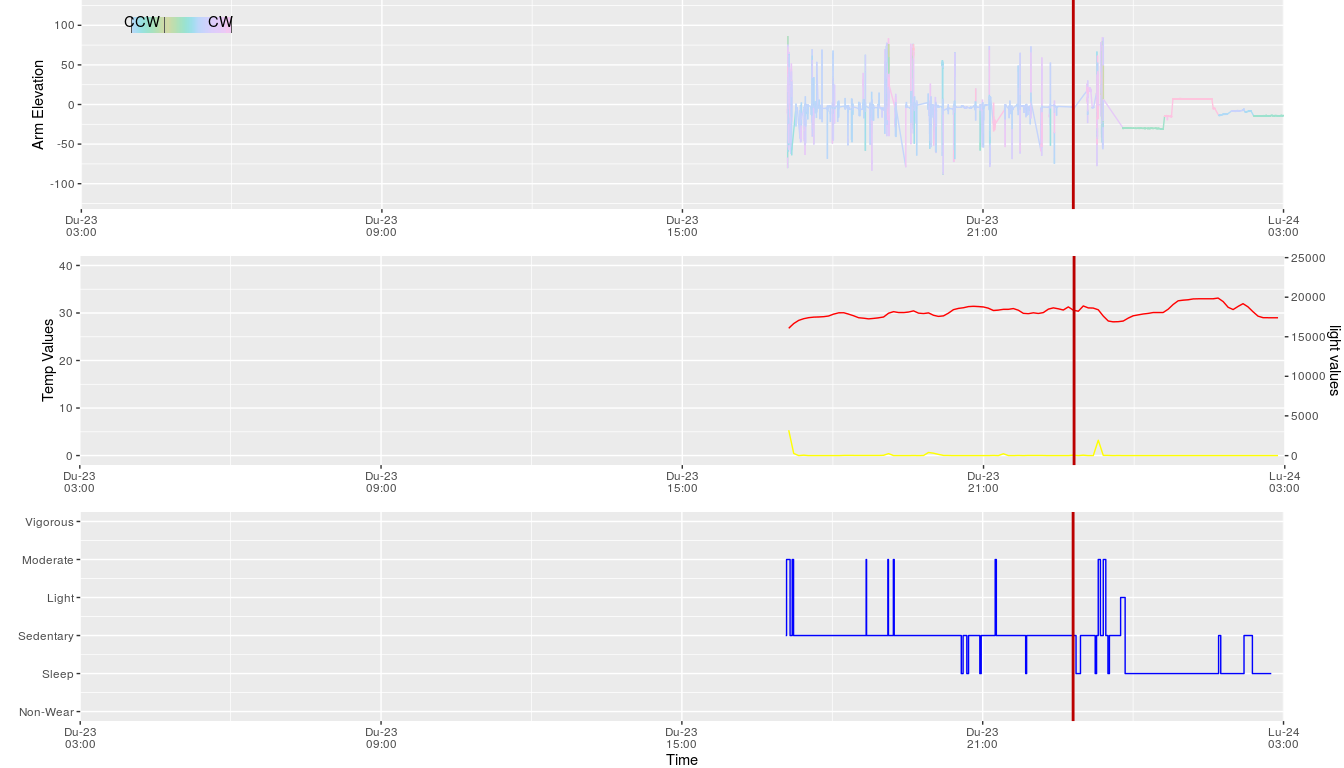 CCW CW
Arm Elevation
100
50
0
-50
-100
Du-23 Du-23 Du-23 Du-23 Lu-24
03:00 09:00 15:00 21:00 03:00
Temp Values
40
30
20
10
0
25000
20000
15000
10000
5000
0
light values
Du-23 Du-23 Du-23 Du-23 Lu-24
03:00 09:00 15:00 21:00 03:00
Vigorous
Moderate
Light
Sedentary
Sleep
Non-Wear
Du-23 Du-23 Du-23 Du-23 Lu-24
03:00 09:00 15:00 21:00 03:00
Time